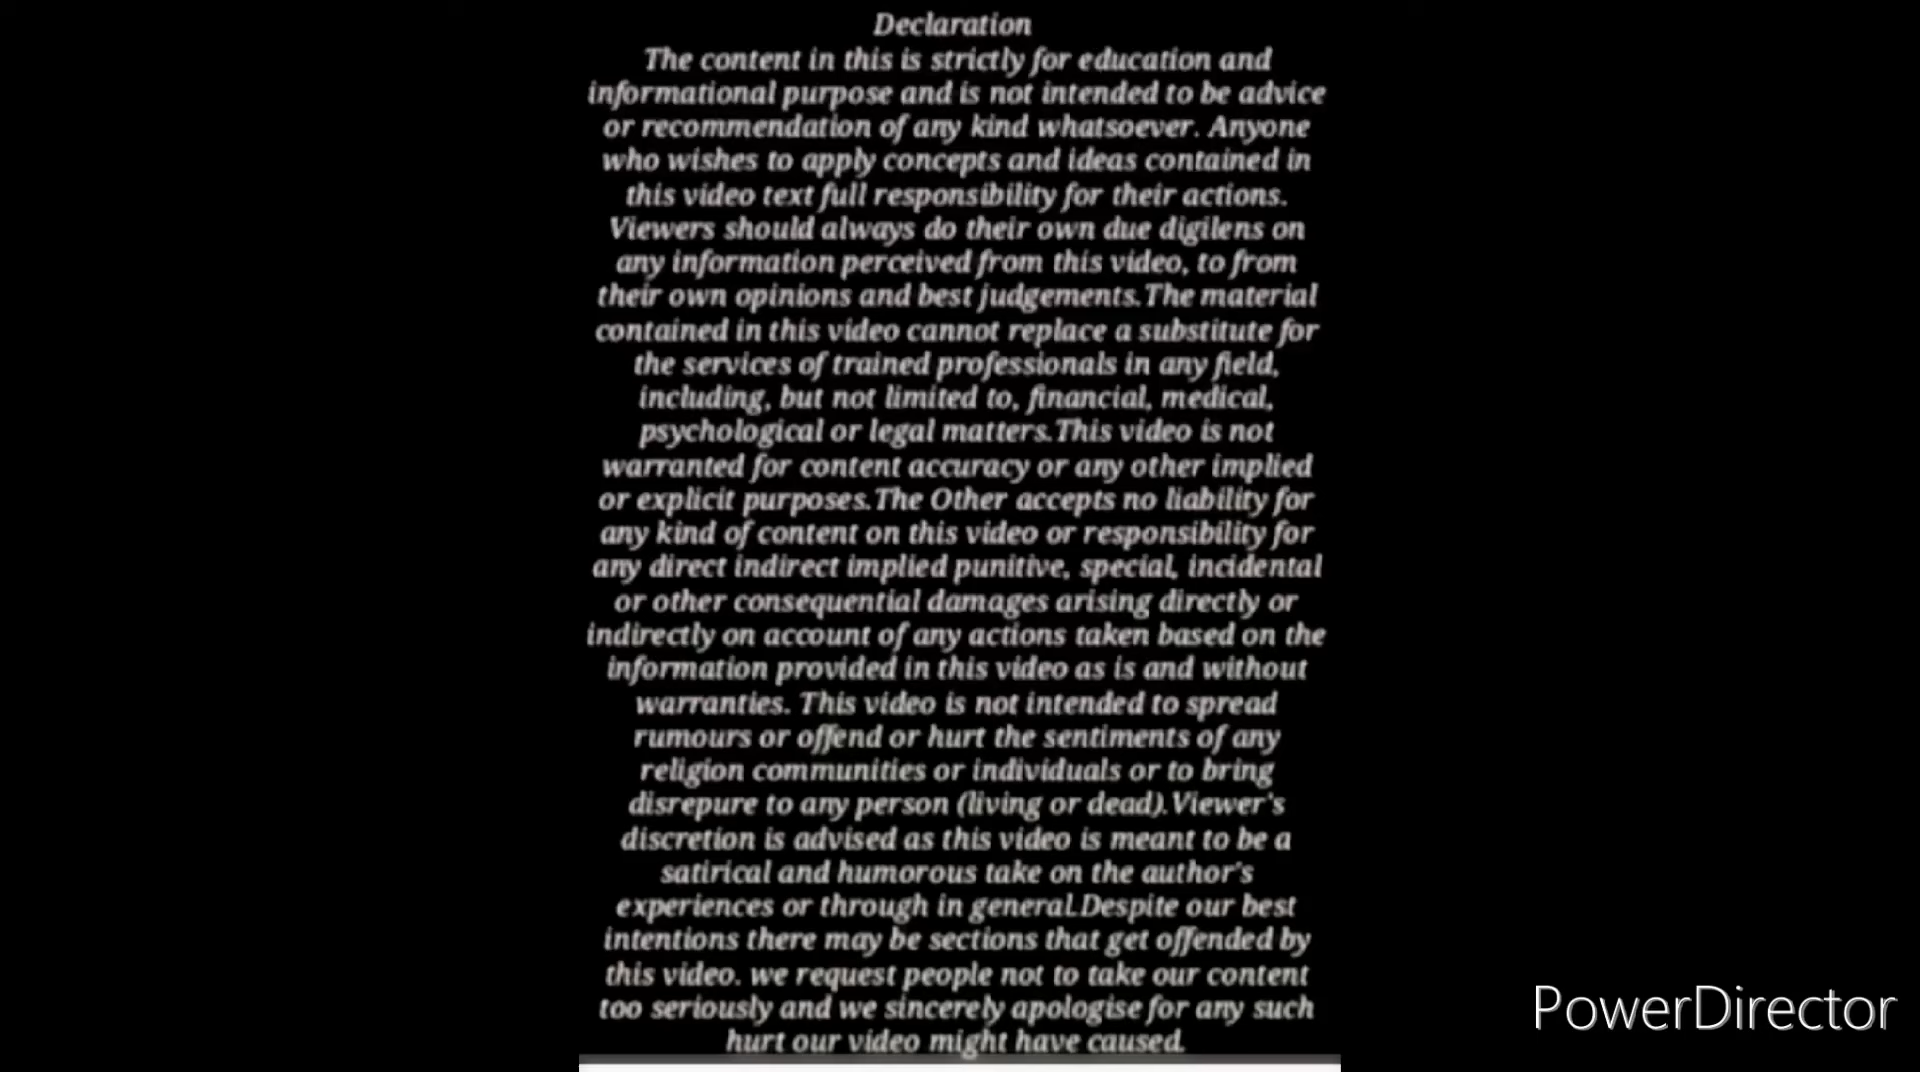 Declaration
The content in this is strictly for education and
informational purpose and is not intended to be advice
or recommendation of any kind whatsoever. Anyone
who wishes to apply concepts and ideas contained in
this video text full responsibility for their actions.
Viewers should always do their own due digilens on
any information perceived from this video, to from
their own opinions and best judgements.The material
contained in this video cannot replace a substitute for
the services of trained professionals in any field,
including, but not limited to, financial, medical,
psychological or legal matters.This video is not
warranted for content accuracy or any other implied
or explicit purposes.The Other accepts no liability for
any kind of content on this video or responsibility for
any direct indirect implied punitive, special, incidental
or other consequential damages arising directly or
indirectly on account of any actions taken based on the
information provided in this video as is and without
warranties. This video is not intended to spread
rumours or offend or hurt the sentiments of any
religion communities or individuals or to bring
disrepure to any person (living or dead).Viewer's
discretion is advised as this video is meant to be a
satirical and humorous take on the author's
experiences or through in general.Despite our best
intentions there may be sections that get offended by
this video. we request people not to take our content
too seriously and we sincerely apologise for any such
hurt our video might have caused.
PowerDirector